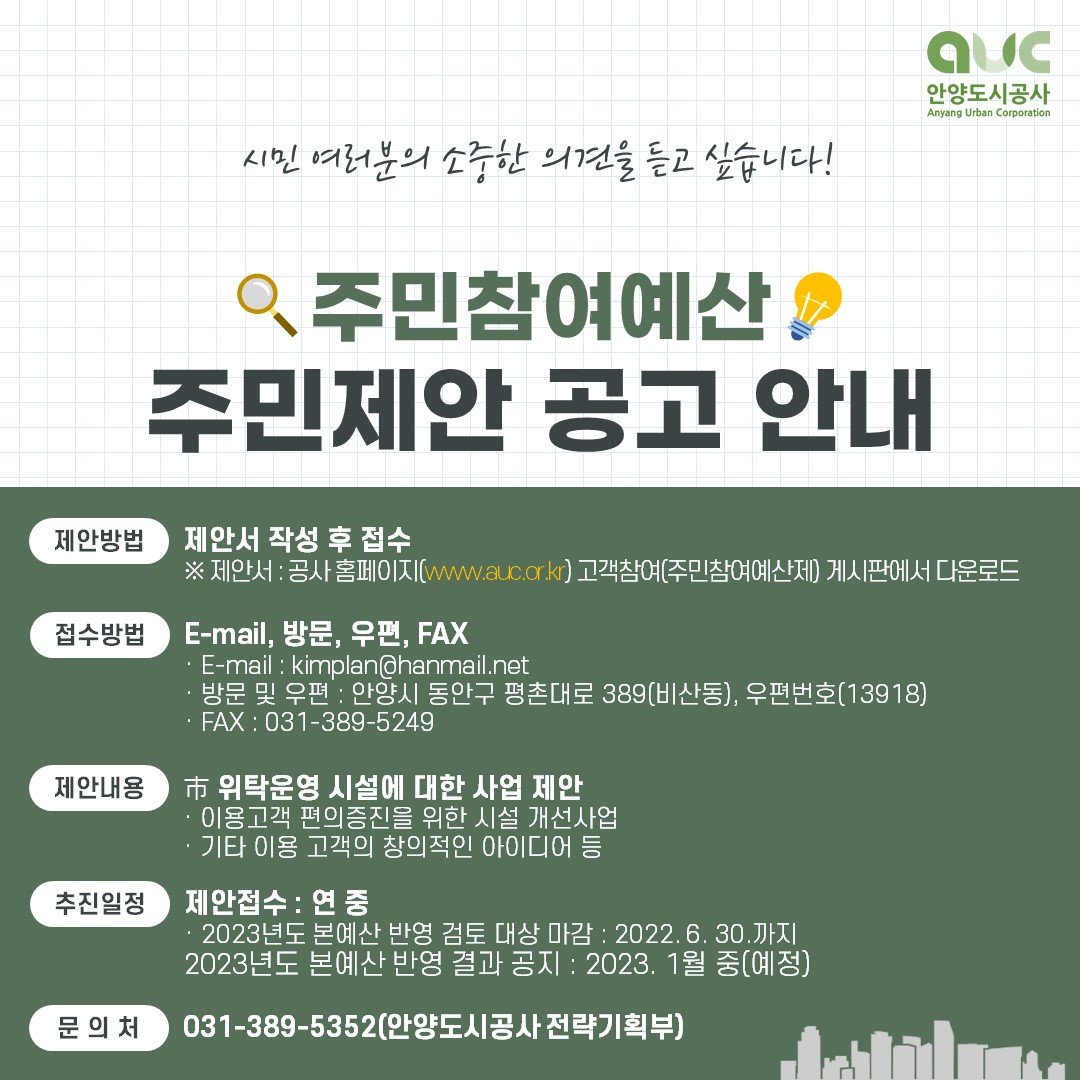 auc
안양도시공사
Anyang Urban Corporation
시민 여러분의 소중한 의견을 듣고 싶습니다!
주민참여예산
주민제안 공고 안내
제안방법 제안서 작성 후 접수
※ 제안서 : 공사 홈페이지(www.auc.or.kr) 고객참여(주민참여예산제) 게시판에서 다운로드
접수방법 E-mail, 방문, 우편, FAX
· E-mail : kimplan@hanmail.net
· 방문 및 우편 : 안양시 동안구 평촌대로 389(비산동), 우편번호(13918)
· FAX : 031-389-5249
제안내용 市 위탁운영 시설에 대한 사업 제안
· 이용고객 편의증진을 위한 시설 개선사업
· 기타 이용 고객의 창의적인 아이디어 등
추진일정 제안접수 : 연 중
· 2023년도 본예산 반영 검토 대상 마감 : 2022. 6. 30.까지
2023년도 본예산 반영 결과 공지 : 2023. 1월 중(예정)
문 의 처 031-389-5352(안양도시공사 전략기획부)